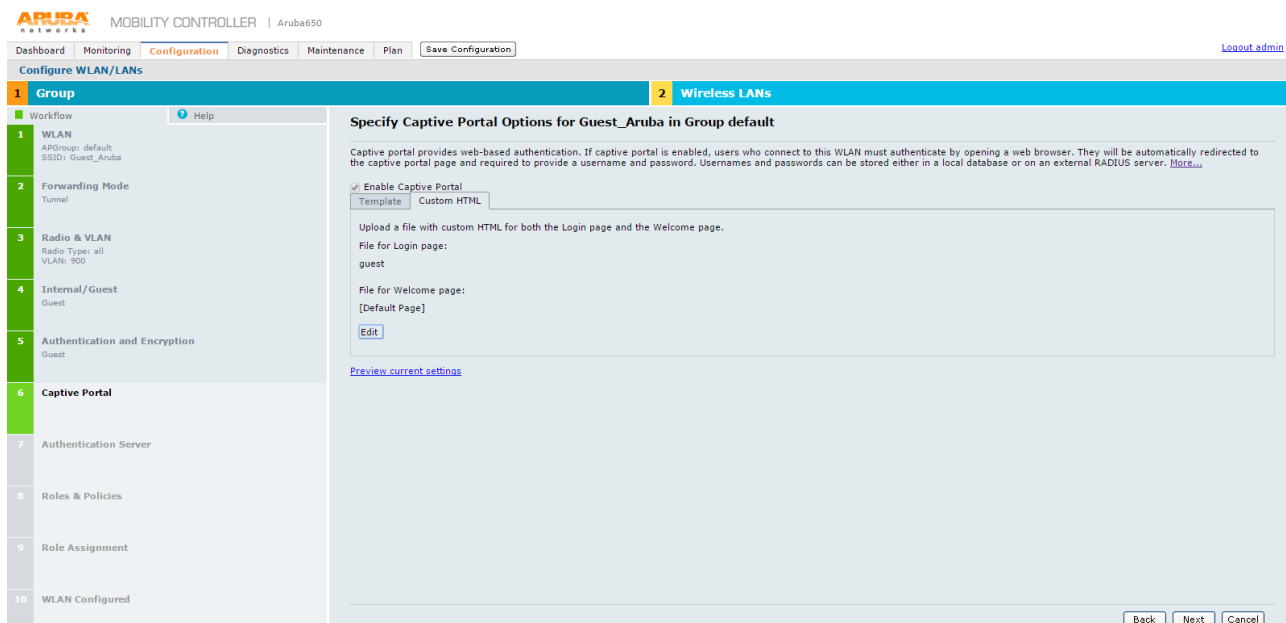 ARUBA networks MOBILITY CONTROLLER | Aruba650
Dashboard Monitoring Configuration Diagnostics Maintenance Plan Save Configuration Logout admin
Configure WLAN/LANs
1 Group 2 Wireless LANs
Workflow ? Help
1 WLAN
APGroup: default
SSID: Guest_Aruba
2 Forwarding Mode
Tunnel
3 Radio & VLAN
Radio Type: all
VLAN: 900
4 Internal/Guest
Guest
5 Authentication and Encryption
Guest
6 Captive Portal
7 Authentication Server
8 Roles & Policies
9 Role Assignment
10 WLAN Configured
Specify Captive Portal Options for Guest_Aruba in Group default
Captive portal provides web-based authentication. If captive portal is enabled, users who connect to this WLAN must authenticate by opening a web browser. They will be automatically redirected to
the captive portal page and required to provide a username and password. Usernames and passwords can be stored either in a local database or on an external RADIUS server. More...
Enable Captive Portal
Template Custom HTML
Upload a file with custom HTML for both the Login page and the Welcome page.
File for Login page:
guest
File for Welcome page:
[Default Page]
Edit
Preview current settings
Back Next Cancel